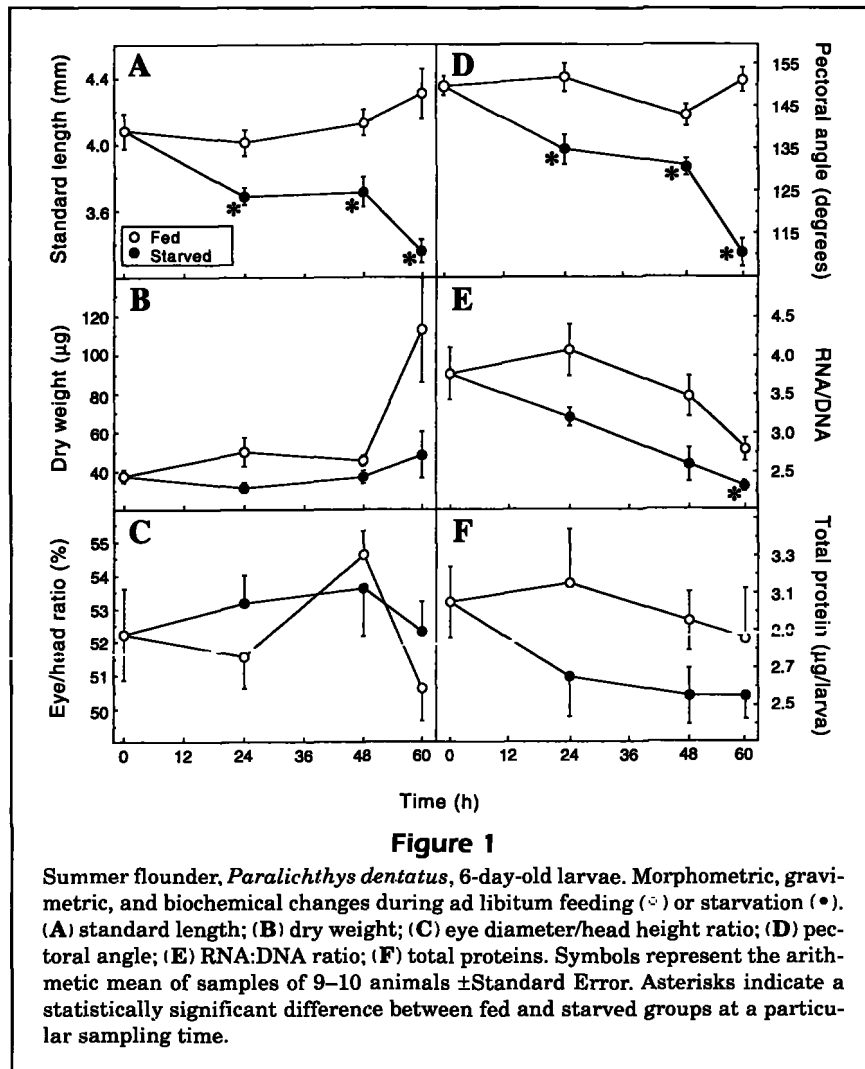 A
Standard length (mm)
4.4
4.0
3.6
Fed
Starved
*
*
*
D
Pectoral angle (degrees)
155
145
135
125
115
*
*
*
B
Dry weight (µg)
120
100
80
60
40
E
RNA/DNA
4.5
4.0
3.5
3.0
2.5
*
C
Eye/head ratio (%)
55
54
53
52
51
50
F
Total protein (µg/larva)
3.3
3.1
2.9
2.7
2.5
0 12 24 36 48 60 0 12 24 36 48 60
Time (h)
Figure 1
Summer flounder, Paralichthys dentatus, 6-day-old larvae. Morphometric, gravi-
metric, and biochemical changes during ad libitum feeding (○) or starvation (•).
(A) standard length; (B) dry weight; (C) eye diameter/head height ratio; (D) pec-
toral angle; (E) RNA:DNA ratio; (F) total proteins. Symbols represent the arith-
metic mean of samples of 9–10 animals ±Standard Error. Asterisks indicate a
statistically significant difference between fed and starved groups at a particu-
lar sampling time.